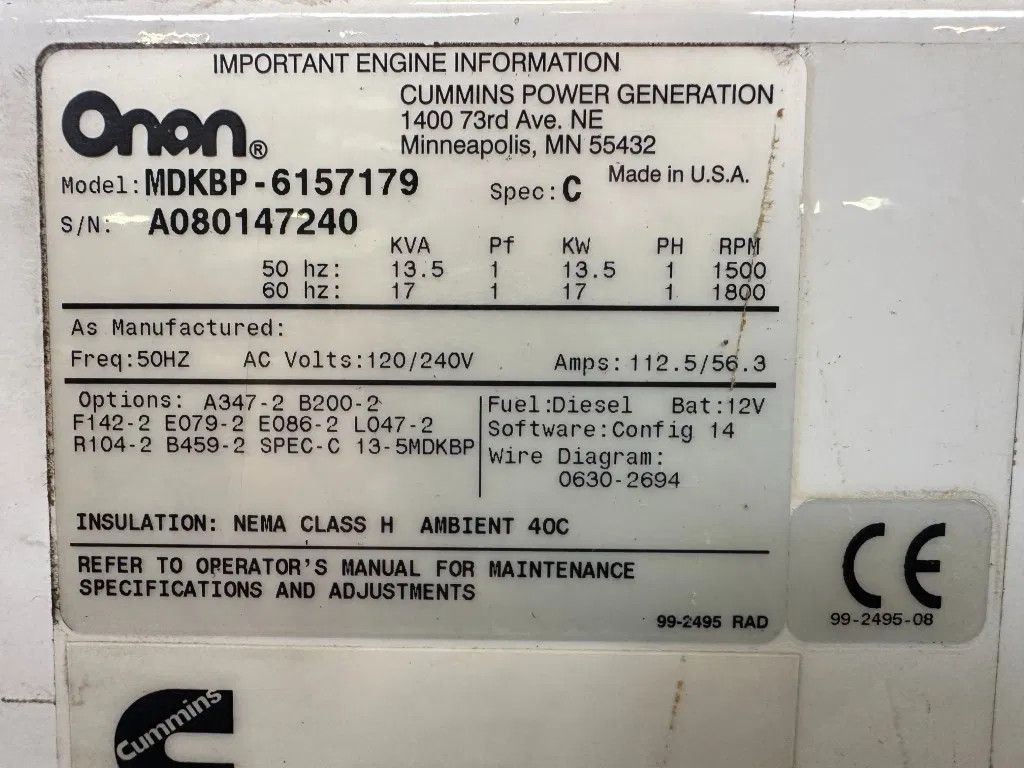 IMPORTANT ENGINE INFORMATION
Onan®
CUMMINS POWER GENERATION
1400 73rd Ave. NE
Minneapolis, MN 55432
Model: MDKBP-6157179 Spec: C Made in U.S.A.
S/N: A080147240
KVA Pf KW PH RPM
50 hz: 13.5 1 13.5 1 1500
60 hz: 17 1 17 1 1800
As Manufactured:
Freq:50HZ AC Volts:120/240V Amps:112.5/56.3
Options: A347-2 B200-2
F142-2 E079-2 E086-2 L047-2
R104-2 B459-2 SPEC-C 13-5MDKBP
Fuel:Diesel Bat:12V
Software:Config 14
Wire Diagram:
0630-2694
INSULATION: NEMA CLASS H AMBIENT 40C
REFER TO OPERATOR'S MANUAL FOR MAINTENANCE
SPECIFICATIONS AND ADJUSTMENTS
99-2495 RAD
CE
99-2495-08
Cummins